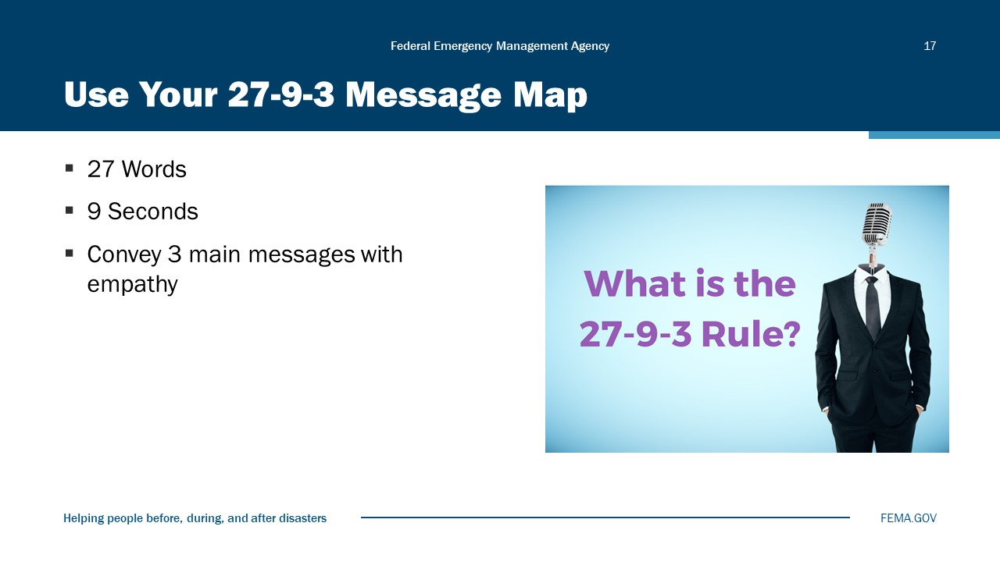 Federal Emergency Management Agency
17
Use Your 27-9-3 Message Map
▪ 27 Words
▪ 9 Seconds
▪ Convey 3 main messages with
empathy
What is the
27-9-3 Rule?
Helping people before, during, and after disasters
FEMA.GOV